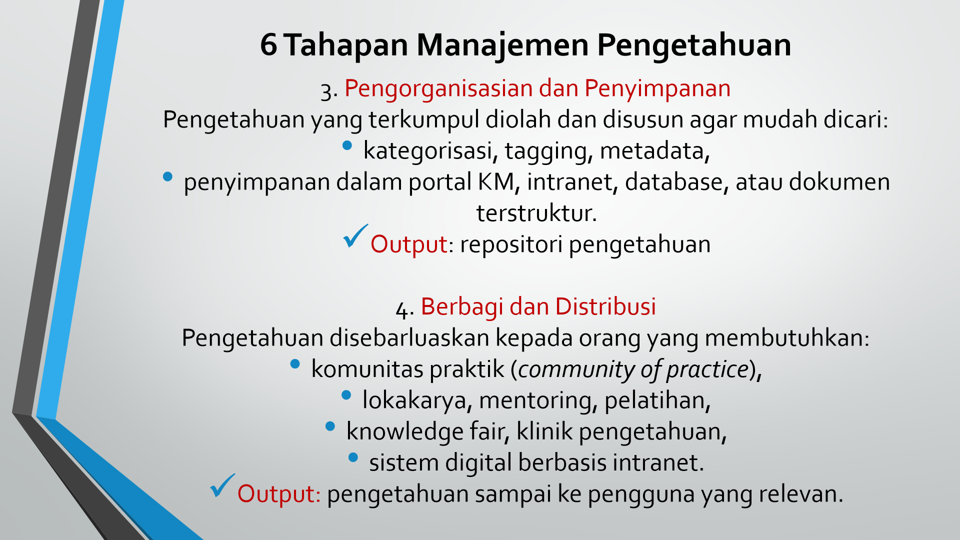 6 Tahapan Manajemen Pengetahuan
3. Pengorganisasian dan Penyimpanan
Pengetahuan yang terkumpul diolah dan disusun agar mudah dicari:
• kategorisasi, tagging, metadata,
• penyimpanan dalam portal KM, intranet, database, atau dokumen
terstruktur.
✓Output: repositori pengetahuan
4. Berbagi dan Distribusi
Pengetahuan disebarluaskan kepada orang yang membutuhkan:
• komunitas praktik (community of practice),
• lokakarya, mentoring, pelatihan,
• knowledge fair, klinik pengetahuan,
• sistem digital berbasis intranet.
✓Output: pengetahuan sampai ke pengguna yang relevan.